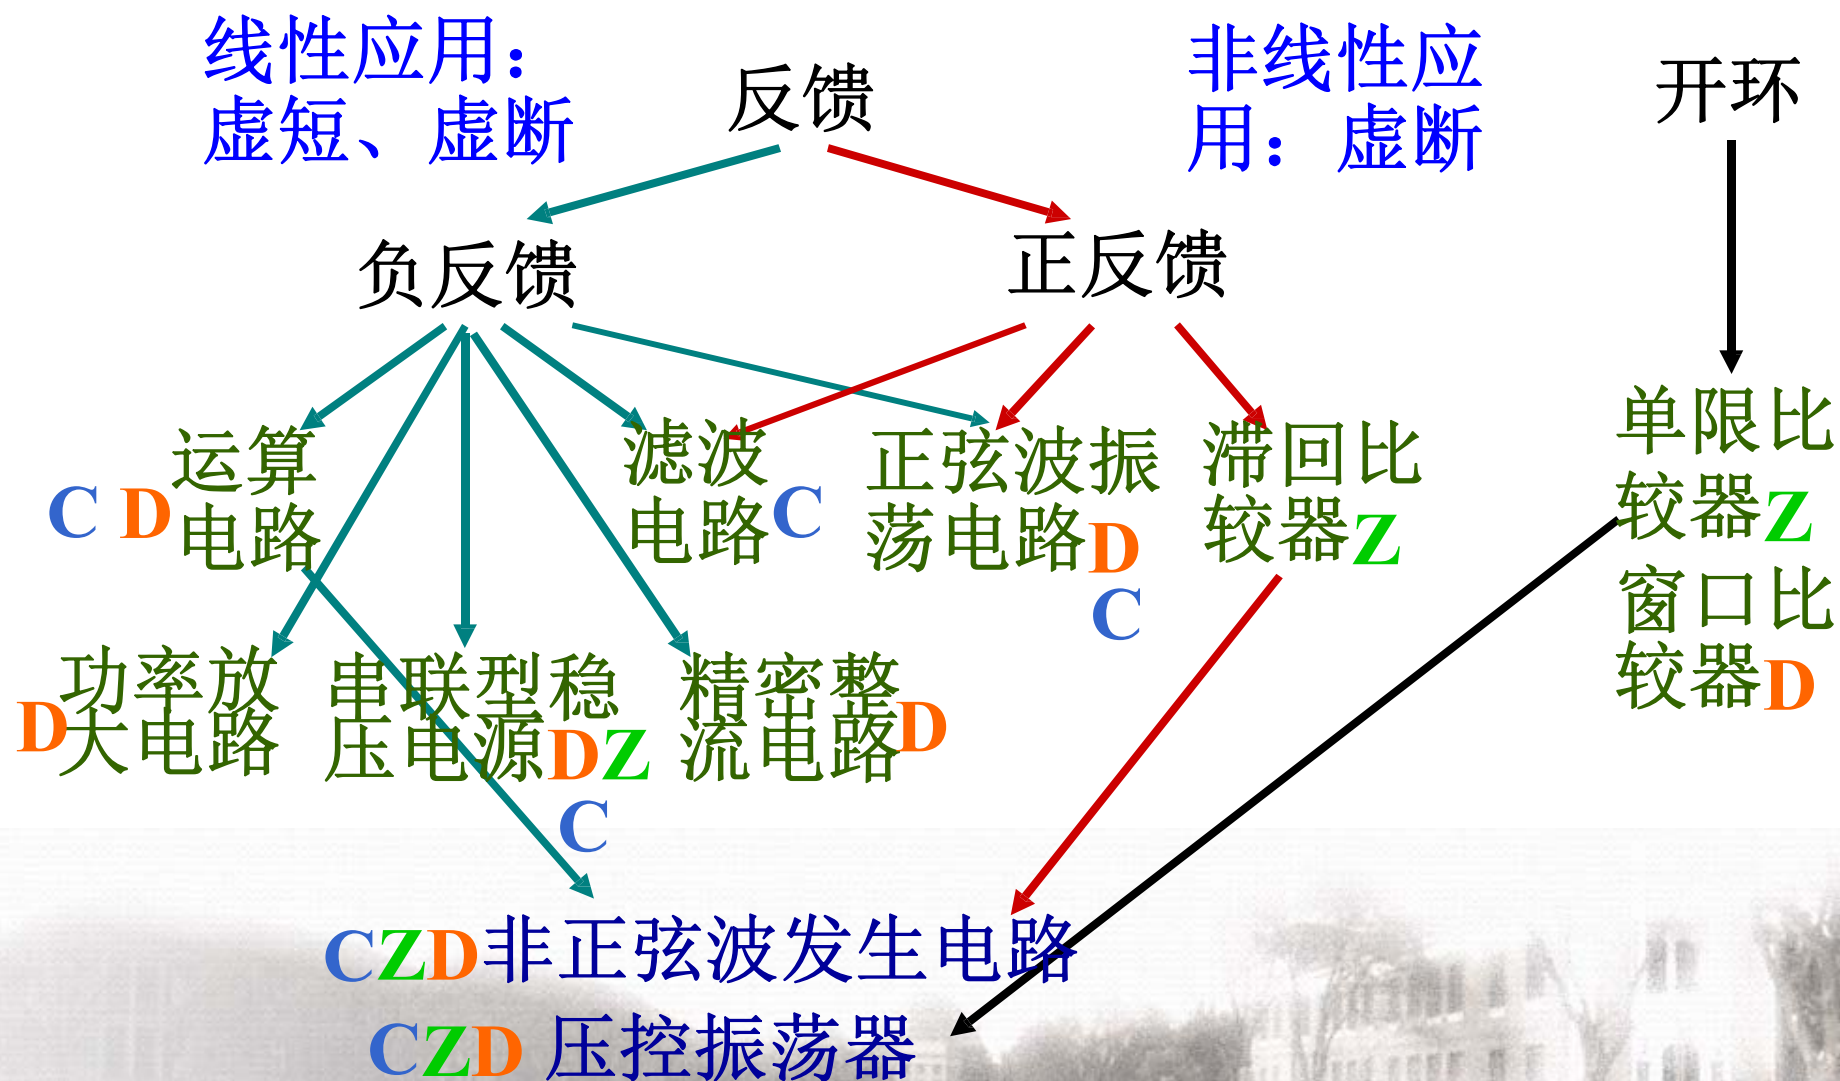 线性应用：
虚短、虚断
反馈
非线性应
用：虚断
开环
负反馈
正反馈
运算
电路
C D
滤波
电路C
正弦波振
荡电路D
C
滞回比
较器Z
单限比
较器Z
窗口比
较器D
功率放
D大电路
串联型稳
压电源DZ
C
精密整
流电路D
CZD非正弦波发生电路
CZD 压控振荡器